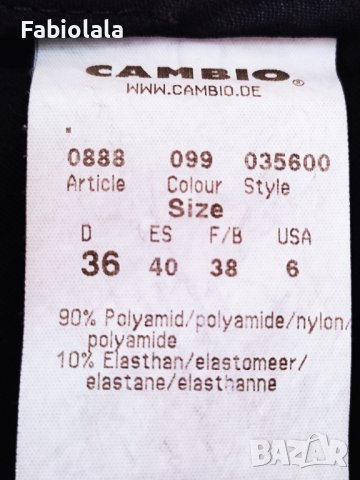 Fabiolala
CAMBIO®
WWW.CAMBIO.DE
0888 099 035600
Article Colour Style
Size
D ES F/B USA
36 40 38 6
90% Polyamid/polyamide/nylon/
polyamide
10% Elasthan/elastomeer/
elastane/elasthanne
BAZAR